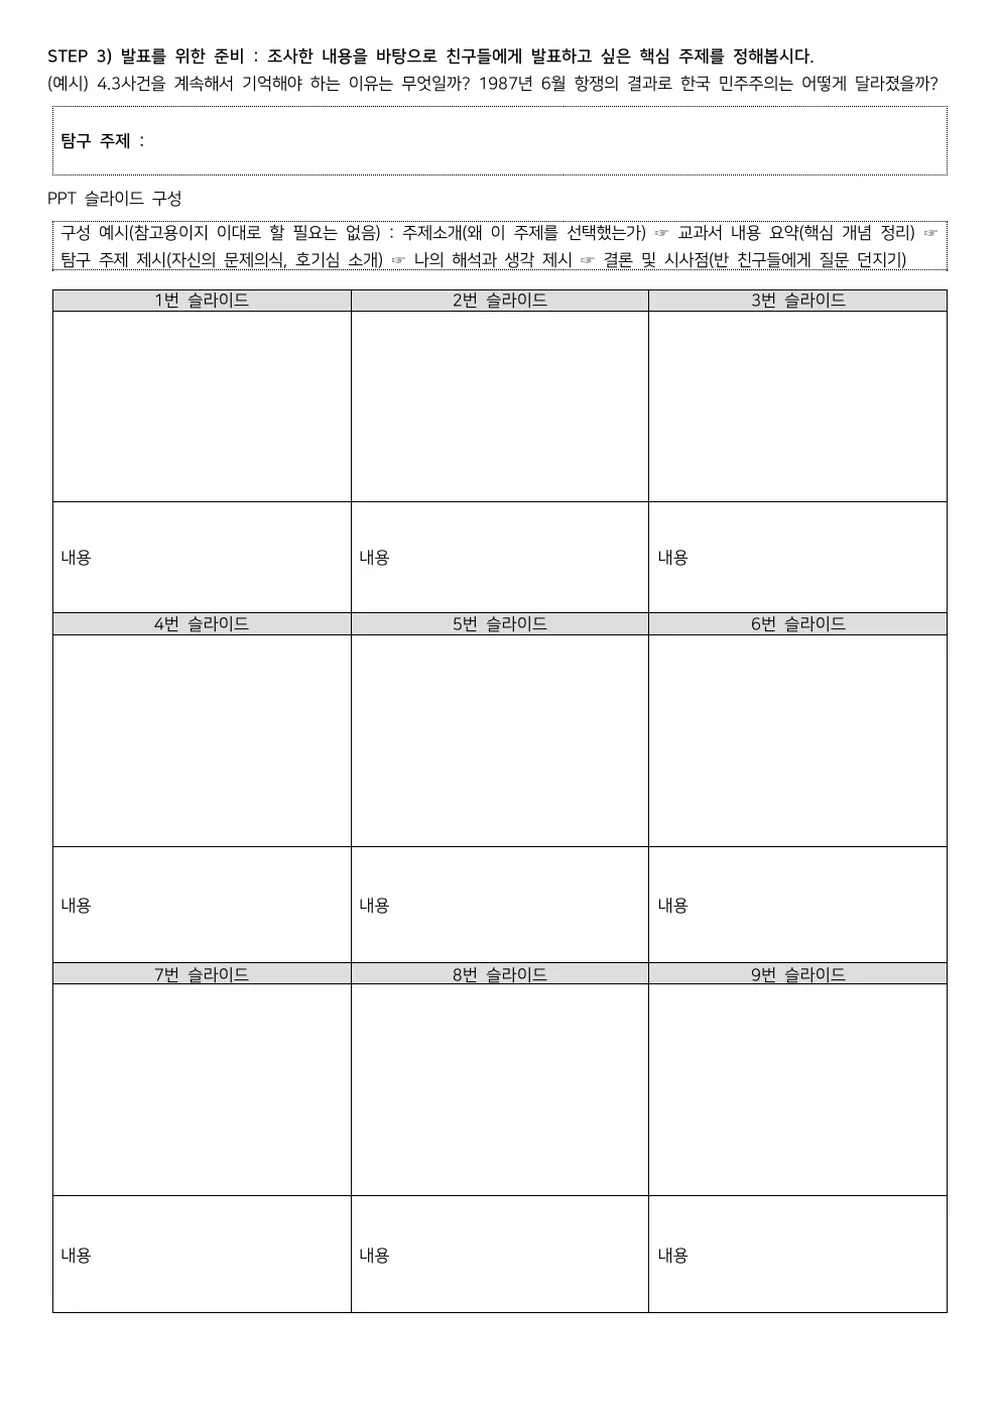 STEP 3) 발표를 위한 준비 : 조사한 내용을 바탕으로 친구들에게 발표하고 싶은 핵심 주제를 정해봅시다.
(예시) 4.3사건을 계속해서 기억해야 하는 이유는 무엇일까? 1987년 6월 항쟁의 결과로 한국 민주주의는 어떻게 달라졌을까?
탐구 주제 :
PPT 슬라이드 구성
구성 예시(참고용이지 이대로 할 필요는 없음) : 주제소개(왜 이 주제를 선택했는가) ☞ 교과서 내용 요약(핵심 개념 정리) ☞
탐구 주제 제시(자신의 문제의식, 호기심 소개) ☞ 나의 해석과 생각 제시 ☞ 결론 및 시사점(반 친구들에게 질문 던지기)
1번 슬라이드 2번 슬라이드 3번 슬라이드
내용 내용 내용
4번 슬라이드 5번 슬라이드 6번 슬라이드
내용 내용 내용
7번 슬라이드 8번 슬라이드 9번 슬라이드
내용 내용 내용